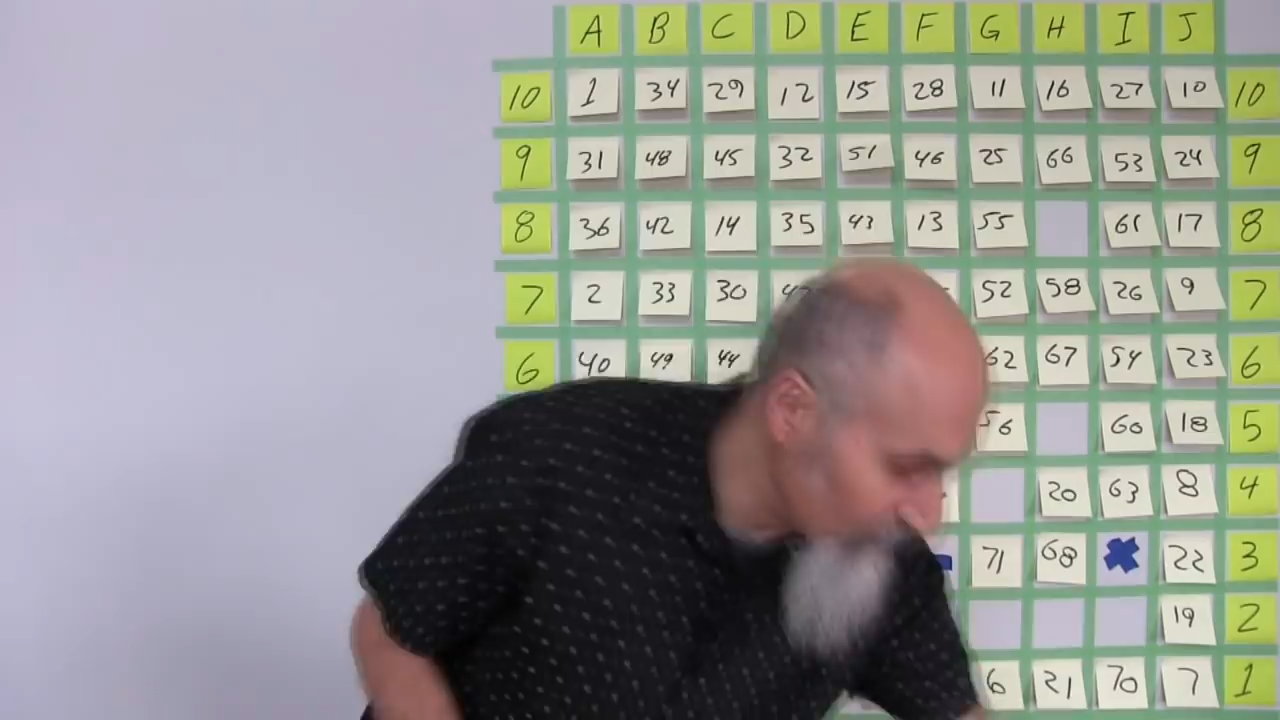 A B C D E F G H I J
10 1 34 29 12 15 28 11 16 27 10 10
9 31 48 45 32 51 46 25 66 53 24 9
8 36 42 14 35 43 13 55 61 17 8
7 2 33 30 52 58 26 9 7
6 40 49 44 62 67 54 23 6
56 60 18 5
20 63 8 4
71 68 22 3
19 2
6 21 70 7 1